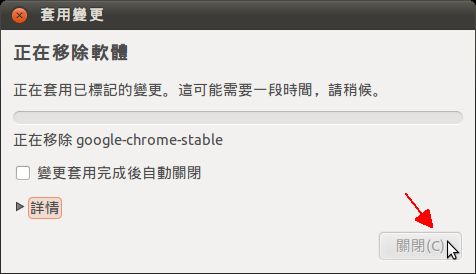 套用變更
正在移除軟體
正在套用已標記的變更。這可能需要一段時間，請稍候。
正在移除 google-chrome-stable
變更套用完成後自動關閉
詳情
關閉(C)